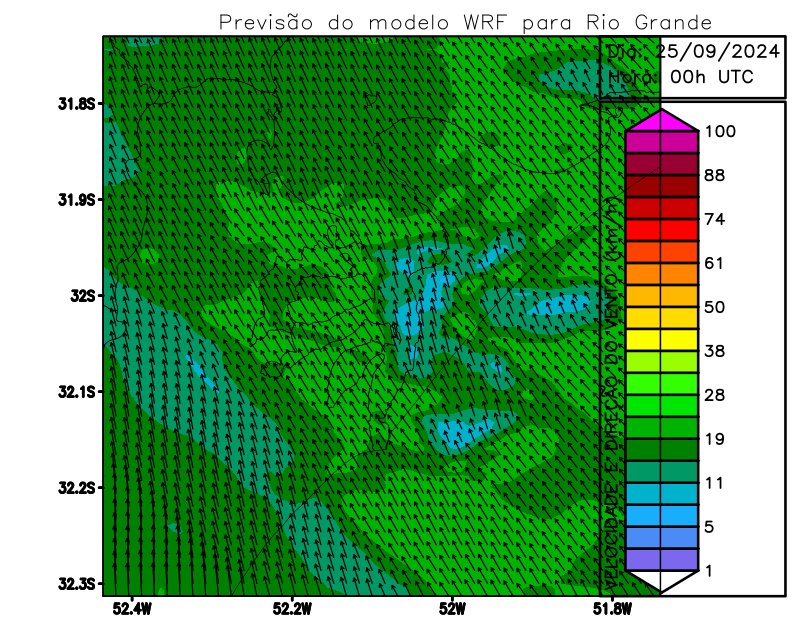 Previsão do modelo WRF para Rio Grande
Dia: 25/09/2024
Hora: 00h UTC
31.8S
31.9S
32S
32.1S
32.2S
32.3S
52.4W
52.2W
52W
51.8W
VELOCIDADE E DIREÇÃO DO VENTO (km/h)
100
88
74
61
50
38
28
19
11
5
1